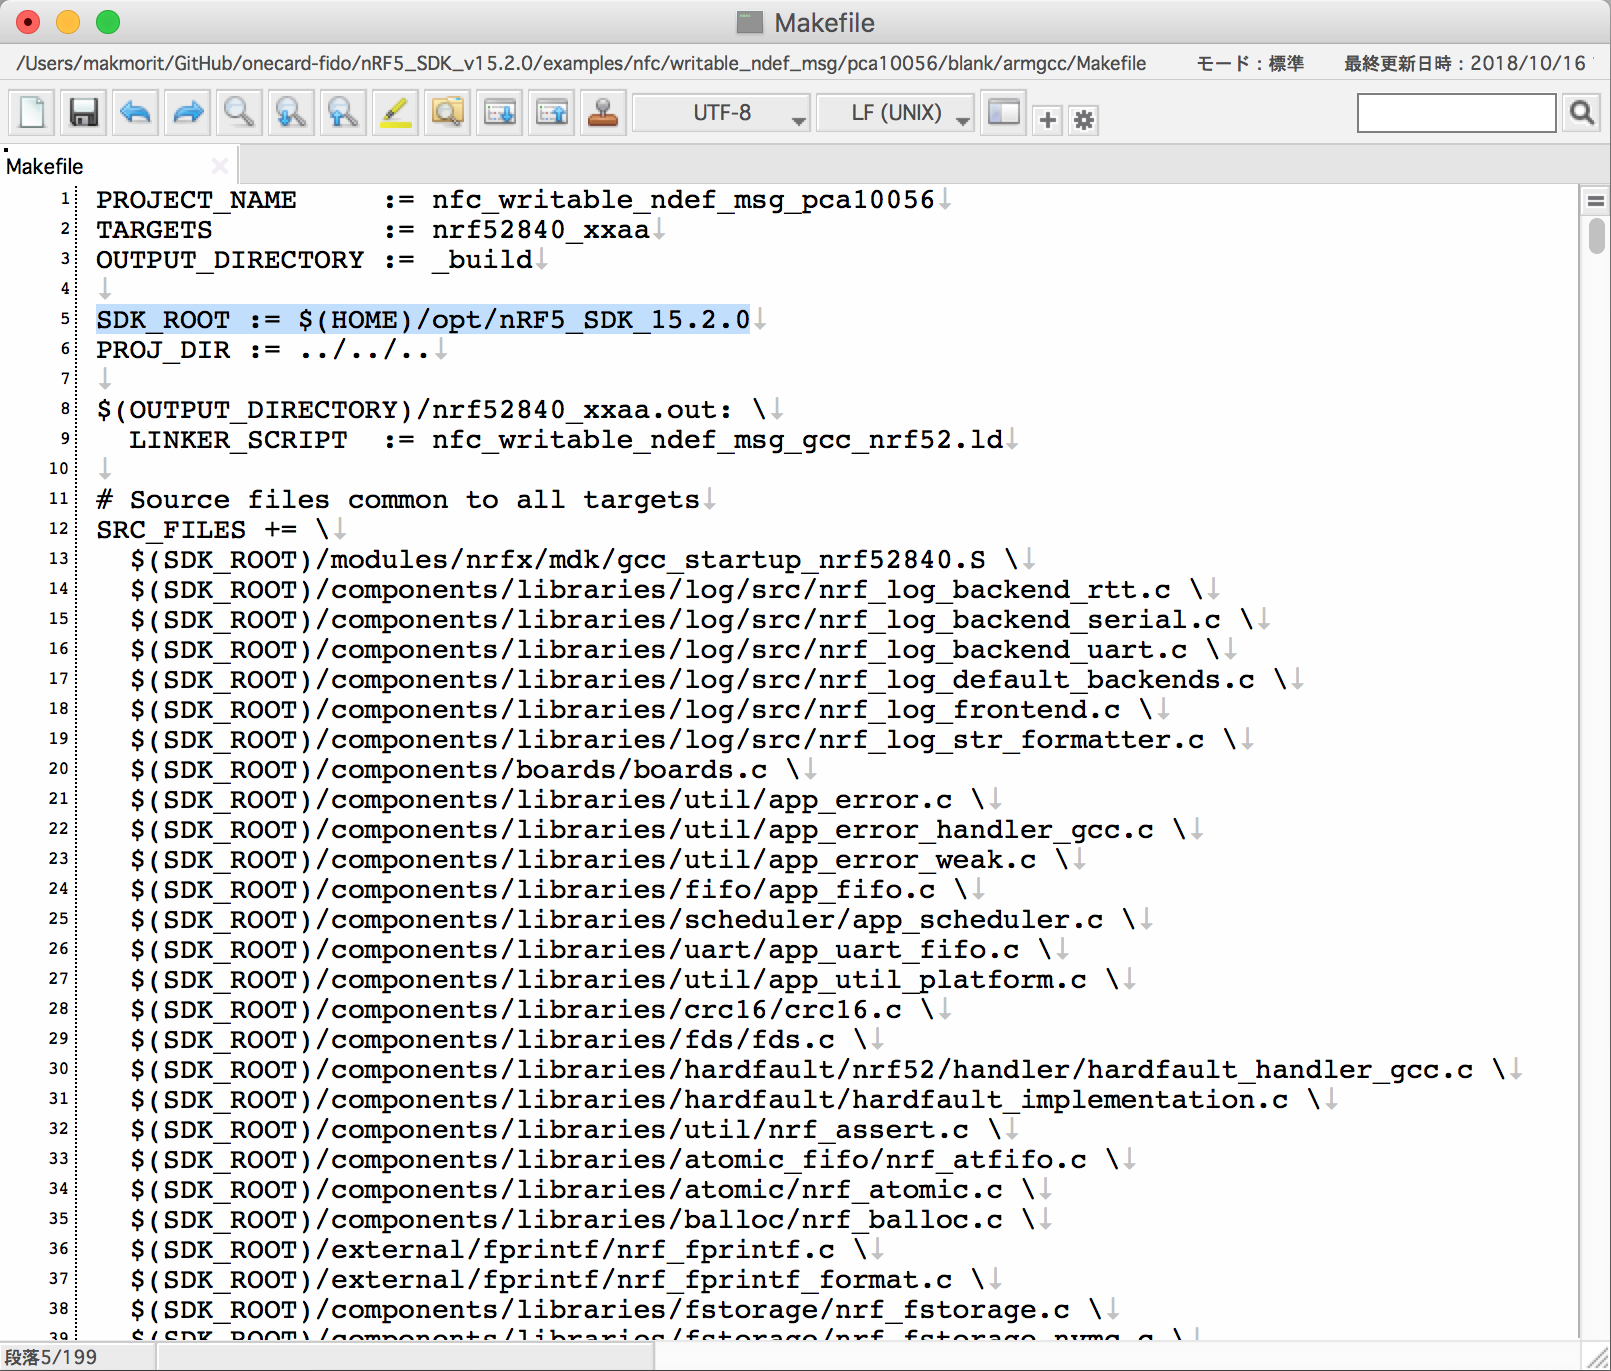 Makefile
/Users/makmorit/GitHub/onecard-fido/nRF5_SDK_v15.2.0/examples/nfc/writable_ndef_msg/pca10056/blank/armgcc/Makefile モード：標準 最終更新日時：2018/10/16
UTF-8 LF (UNIX)
Makefile
1 PROJECT_NAME     := nfc_writable_ndef_msg_pca10056↓
2 TARGETS          := nrf52840_xxaa↓
3 OUTPUT_DIRECTORY := _build↓
4 ↓
5 SDK_ROOT := $(HOME)/opt/nRF5_SDK_15.2.0↓
6 PROJ_DIR := ../../..↓
7 ↓
8 $(OUTPUT_DIRECTORY)/nrf52840_xxaa.out: \↓
9   LINKER_SCRIPT  := nfc_writable_ndef_msg_gcc_nrf52.ld↓
10 ↓
11 # Source files common to all targets↓
12 SRC_FILES += \↓
13   $(SDK_ROOT)/modules/nrfx/mdk/gcc_startup_nrf52840.S \↓
14   $(SDK_ROOT)/components/libraries/log/src/nrf_log_backend_rtt.c \↓
15   $(SDK_ROOT)/components/libraries/log/src/nrf_log_backend_serial.c \↓
16   $(SDK_ROOT)/components/libraries/log/src/nrf_log_backend_uart.c \↓
17   $(SDK_ROOT)/components/libraries/log/src/nrf_log_default_backends.c \↓
18   $(SDK_ROOT)/components/libraries/log/src/nrf_log_frontend.c \↓
19   $(SDK_ROOT)/components/libraries/log/src/nrf_log_str_formatter.c \↓
20   $(SDK_ROOT)/components/boards/boards.c \↓
21   $(SDK_ROOT)/components/libraries/util/app_error.c \↓
22   $(SDK_ROOT)/components/libraries/util/app_error_handler_gcc.c \↓
23   $(SDK_ROOT)/components/libraries/util/app_error_weak.c \↓
24   $(SDK_ROOT)/components/libraries/fifo/app_fifo.c \↓
25   $(SDK_ROOT)/components/libraries/scheduler/app_scheduler.c \↓
26   $(SDK_ROOT)/components/libraries/uart/app_uart_fifo.c \↓
27   $(SDK_ROOT)/components/libraries/util/app_util_platform.c \↓
28   $(SDK_ROOT)/components/libraries/crc16/crc16.c \↓
29   $(SDK_ROOT)/components/libraries/fds/fds.c \↓
30   $(SDK_ROOT)/components/libraries/hardfault/nrf52/handler/hardfault_handler_gcc.c \↓
31   $(SDK_ROOT)/components/libraries/hardfault/hardfault_implementation.c \↓
32   $(SDK_ROOT)/components/libraries/util/nrf_assert.c \↓
33   $(SDK_ROOT)/components/libraries/atomic_fifo/nrf_atfifo.c \↓
34   $(SDK_ROOT)/components/libraries/atomic/nrf_atomic.c \↓
35   $(SDK_ROOT)/components/libraries/balloc/nrf_balloc.c \↓
36   $(SDK_ROOT)/external/fprintf/nrf_fprintf.c \↓
37   $(SDK_ROOT)/external/fprintf/nrf_fprintf_format.c \↓
38   $(SDK_ROOT)/components/libraries/fstorage/nrf_fstorage.c \↓
39   $(SDK_ROOT)/components/libraries/fstorage/nrf_fstorage_nvmc.c \↓
段落5/199